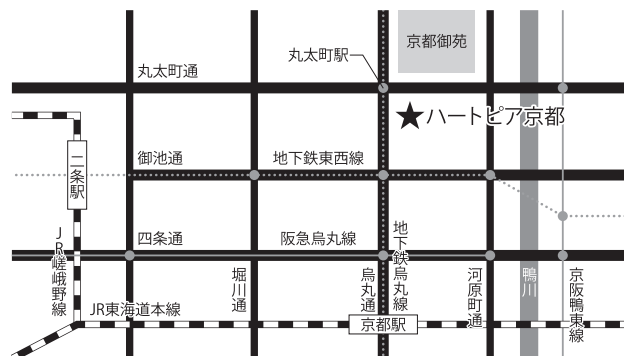 京都御苑
丸太町駅
丸太町通
★ハートピア京都
御池通
地下鉄東西線
二条駅
四条通
阪急烏丸線
JR嵯峨野線
堀川通
烏丸通
地下鉄烏丸線
河原町通
鴨川
京阪鴨東線
JR東海道本線
京都駅